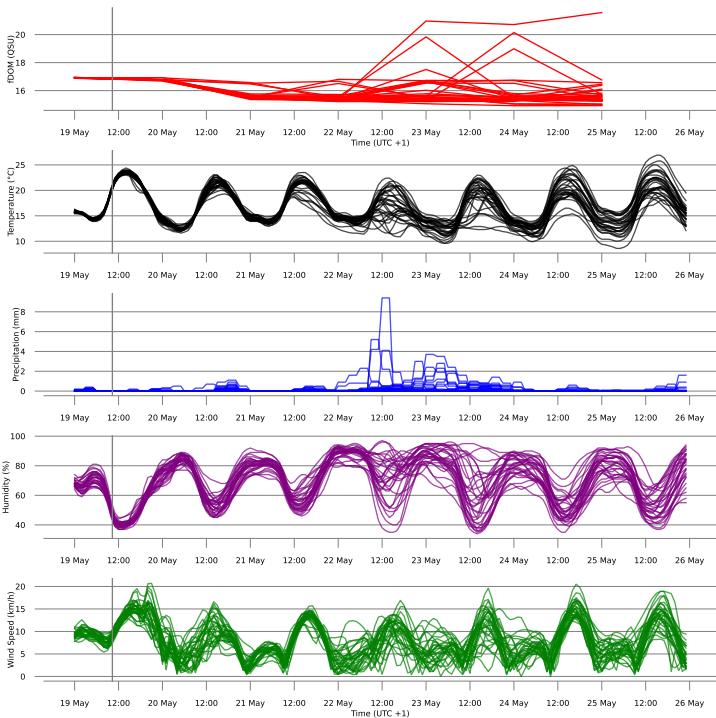 fDOM (QSU)
20
18
16
19 May 12:00 20 May 12:00 21 May 12:00 22 May 12:00 23 May 12:00 24 May 12:00 25 May 12:00 26 May
Time (UTC +1)
Temperature (°C)
25
20
15
10
19 May 12:00 20 May 12:00 21 May 12:00 22 May 12:00 23 May 12:00 24 May 12:00 25 May 12:00 26 May
Precipitation (mm)
8
6
4
2
0
19 May 12:00 20 May 12:00 21 May 12:00 22 May 12:00 23 May 12:00 24 May 12:00 25 May 12:00 26 May
Humidity (%)
100
80
60
40
19 May 12:00 20 May 12:00 21 May 12:00 22 May 12:00 23 May 12:00 24 May 12:00 25 May 12:00 26 May
Wind Speed (km/h)
20
15
10
5
0
19 May 12:00 20 May 12:00 21 May 12:00 22 May 12:00 23 May 12:00 24 May 12:00 25 May 12:00 26 May
Time (UTC +1)